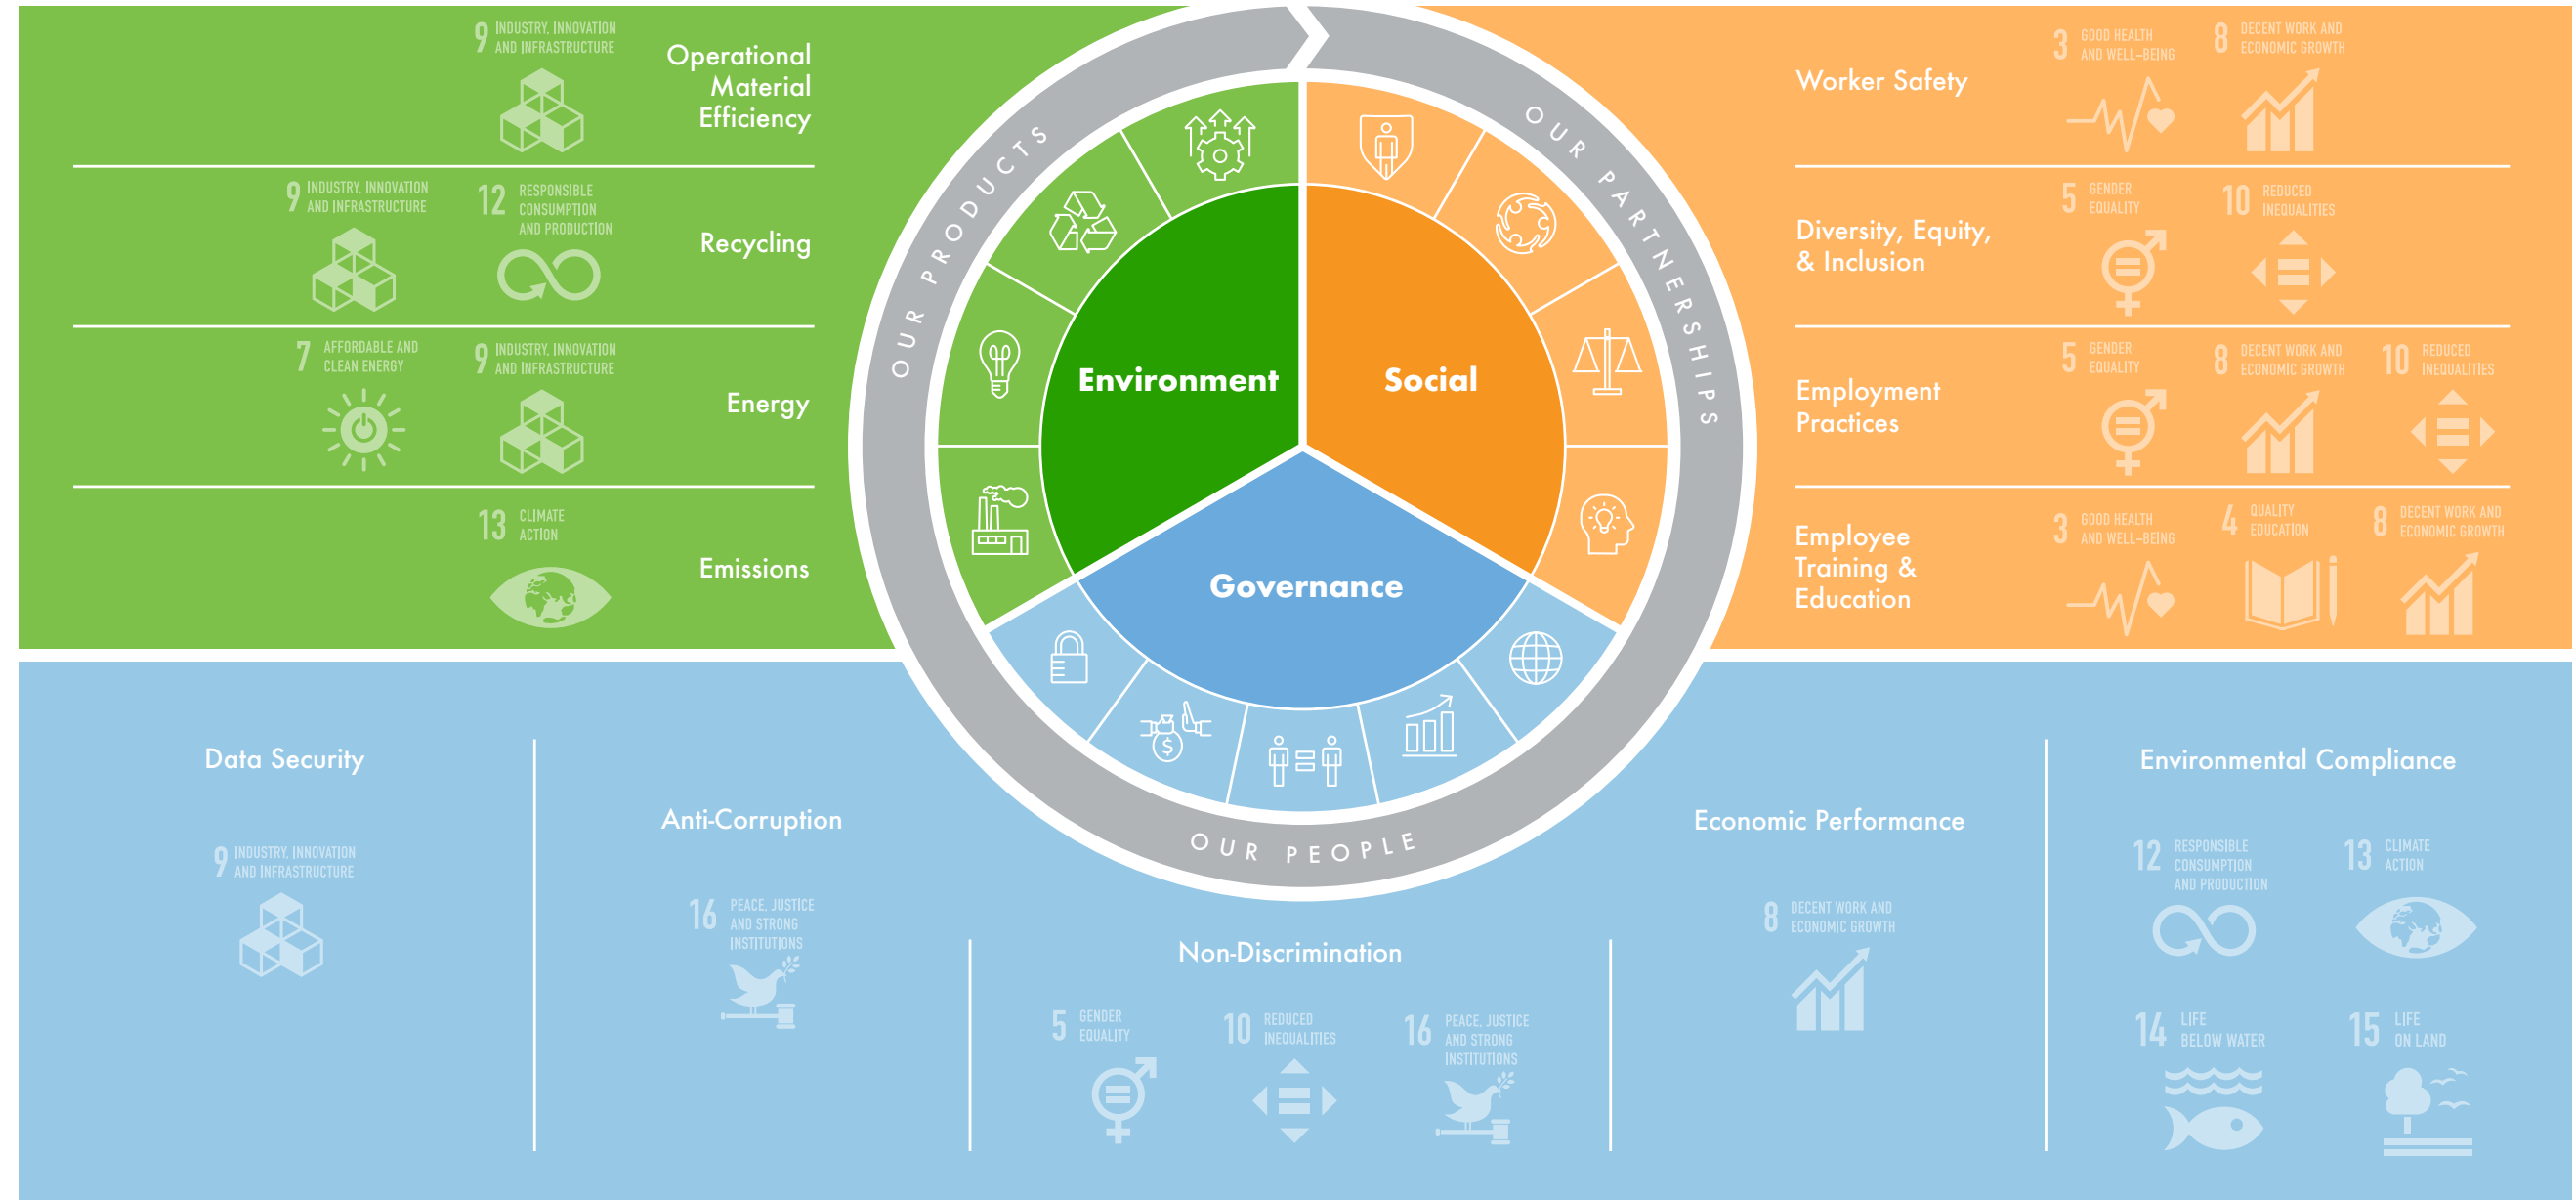 9 INDUSTRY, INNOVATION
AND INFRASTRUCTURE
Operational
Material
Efficiency
9 INDUSTRY, INNOVATION
AND INFRASTRUCTURE
12 RESPONSIBLE
CONSUMPTION
AND PRODUCTION
Recycling
7 AFFORDABLE AND
CLEAN ENERGY
9 INDUSTRY, INNOVATION
AND INFRASTRUCTURE
Energy
13 CLIMATE
ACTION
Emissions
OUR PRODUCTS
OUR PARTNERSHIPS
OUR PEOPLE
Environment
Social
Governance
$
Worker Safety
3 GOOD HEALTH
AND WELL-BEING
8 DECENT WORK AND
ECONOMIC GROWTH
Diversity, Equity,
& Inclusion
5 GENDER
EQUALITY
10 REDUCED
INEQUALITIES
Employment
Practices
5 GENDER
EQUALITY
8 DECENT WORK AND
ECONOMIC GROWTH
10 REDUCED
INEQUALITIES
Employee
Training &
Education
3 GOOD HEALTH
AND WELL-BEING
4 QUALITY
EDUCATION
8 DECENT WORK AND
ECONOMIC GROWTH
Data Security
9 INDUSTRY, INNOVATION
AND INFRASTRUCTURE
Anti-Corruption
16 PEACE, JUSTICE
AND STRONG
INSTITUTIONS
Non-Discrimination
5 GENDER
EQUALITY
10 REDUCED
INEQUALITIES
16 PEACE, JUSTICE
AND STRONG
INSTITUTIONS
Economic Performance
8 DECENT WORK AND
ECONOMIC GROWTH
Environmental Compliance
12 RESPONSIBLE
CONSUMPTION
AND PRODUCTION
13 CLIMATE
ACTION
14 LIFE
BELOW WATER
15 LIFE
ON LAND